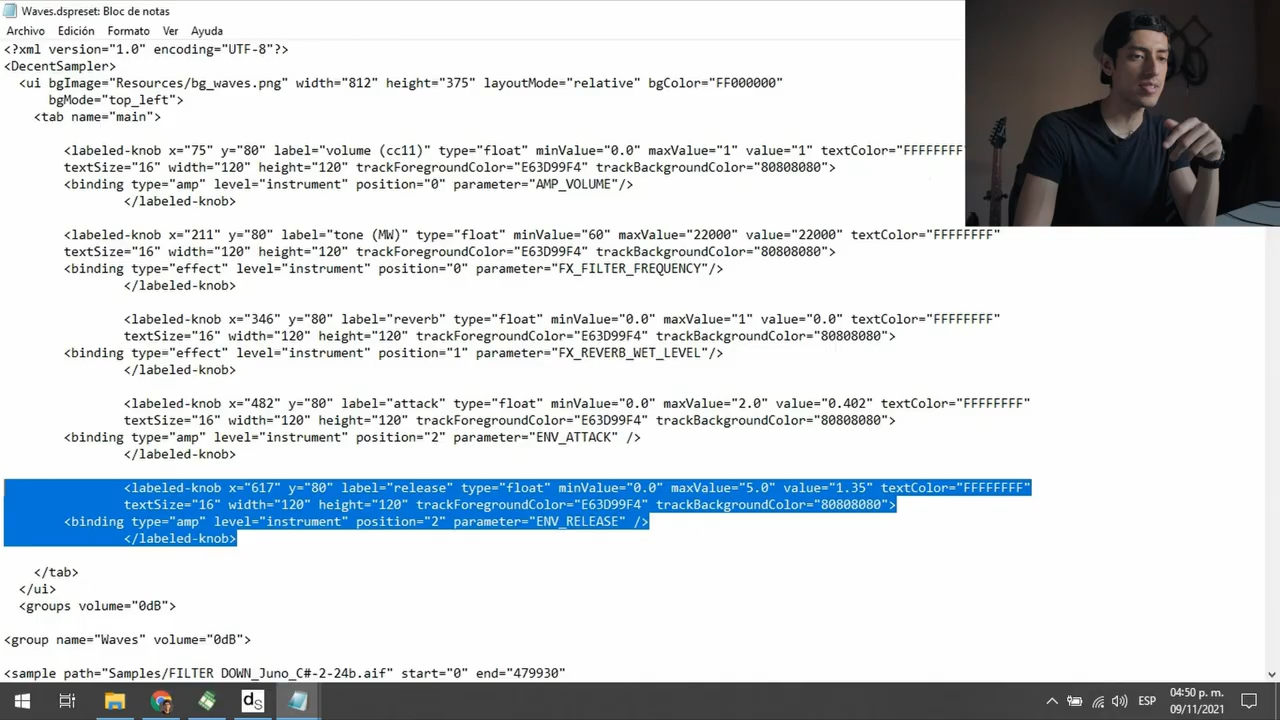 Waves.dspreset: Bloc de notas
Archivo Edición Formato Ver Ayuda
<?xml version="1.0" encoding="UTF-8"?>
<DecentSampler>
<ui bgImage="Resources/bg_waves.png" width="812" height="375" layoutMode="relative" bgColor="FF000000"
bgMode="top_left">
<tab name="main">
<labeled-knob x="75" y="80" label="volume (cc11)" type="float" minValue="0.0" maxValue="1" value="1" textColor="FFFFFFFF"
textSize="16" width="120" height="120" trackForegroundColor="E63D99F4" trackBackgroundColor="80808080">
<binding type="amp" level="instrument" position="0" parameter="AMP_VOLUME"/>
</labeled-knob>
<labeled-knob x="211" y="80" label="tone (MW)" type="float" minValue="60" maxValue="22000" value="22000" textColor="FFFFFFFF"
textSize="16" width="120" height="120" trackForegroundColor="E63D99F4" trackBackgroundColor="80808080">
<binding type="effect" level="instrument" position="0" parameter="FX_FILTER_FREQUENCY"/>
</labeled-knob>
<labeled-knob x="346" y="80" label="reverb" type="float" minValue="0.0" maxValue="1" value="0.0" textColor="FFFFFFFF"
textSize="16" width="120" height="120" trackForegroundColor="E63D99F4" trackBackgroundColor="80808080">
<binding type="effect" level="instrument" position="1" parameter="FX_REVERB_WET_LEVEL"/>
</labeled-knob>
<labeled-knob x="482" y="80" label="attack" type="float" minValue="0.0" maxValue="2.0" value="0.402" textColor="FFFFFFFF"
textSize="16" width="120" height="120" trackForegroundColor="E63D99F4" trackBackgroundColor="80808080">
<binding type="amp" level="instrument" position="2" parameter="ENV_ATTACK" />
</labeled-knob>
<labeled-knob x="617" y="80" label="release" type="float" minValue="0.0" maxValue="5.0" value="1.35" textColor="FFFFFFFF"
textSize="16" width="120" height="120" trackForegroundColor="E63D99F4" trackBackgroundColor="80808080">
<binding type="amp" level="instrument" position="2" parameter="ENV_RELEASE" />
</labeled-knob>
</tab>
</ui>
<groups volume="0dB">
<group name="Waves" volume="0dB">
<sample path="Samples/FILTER DOWN_Juno_C#-2-24b.aif" start="0" end="479930"
ds
ESP
04:50 p. m.
09/11/2021